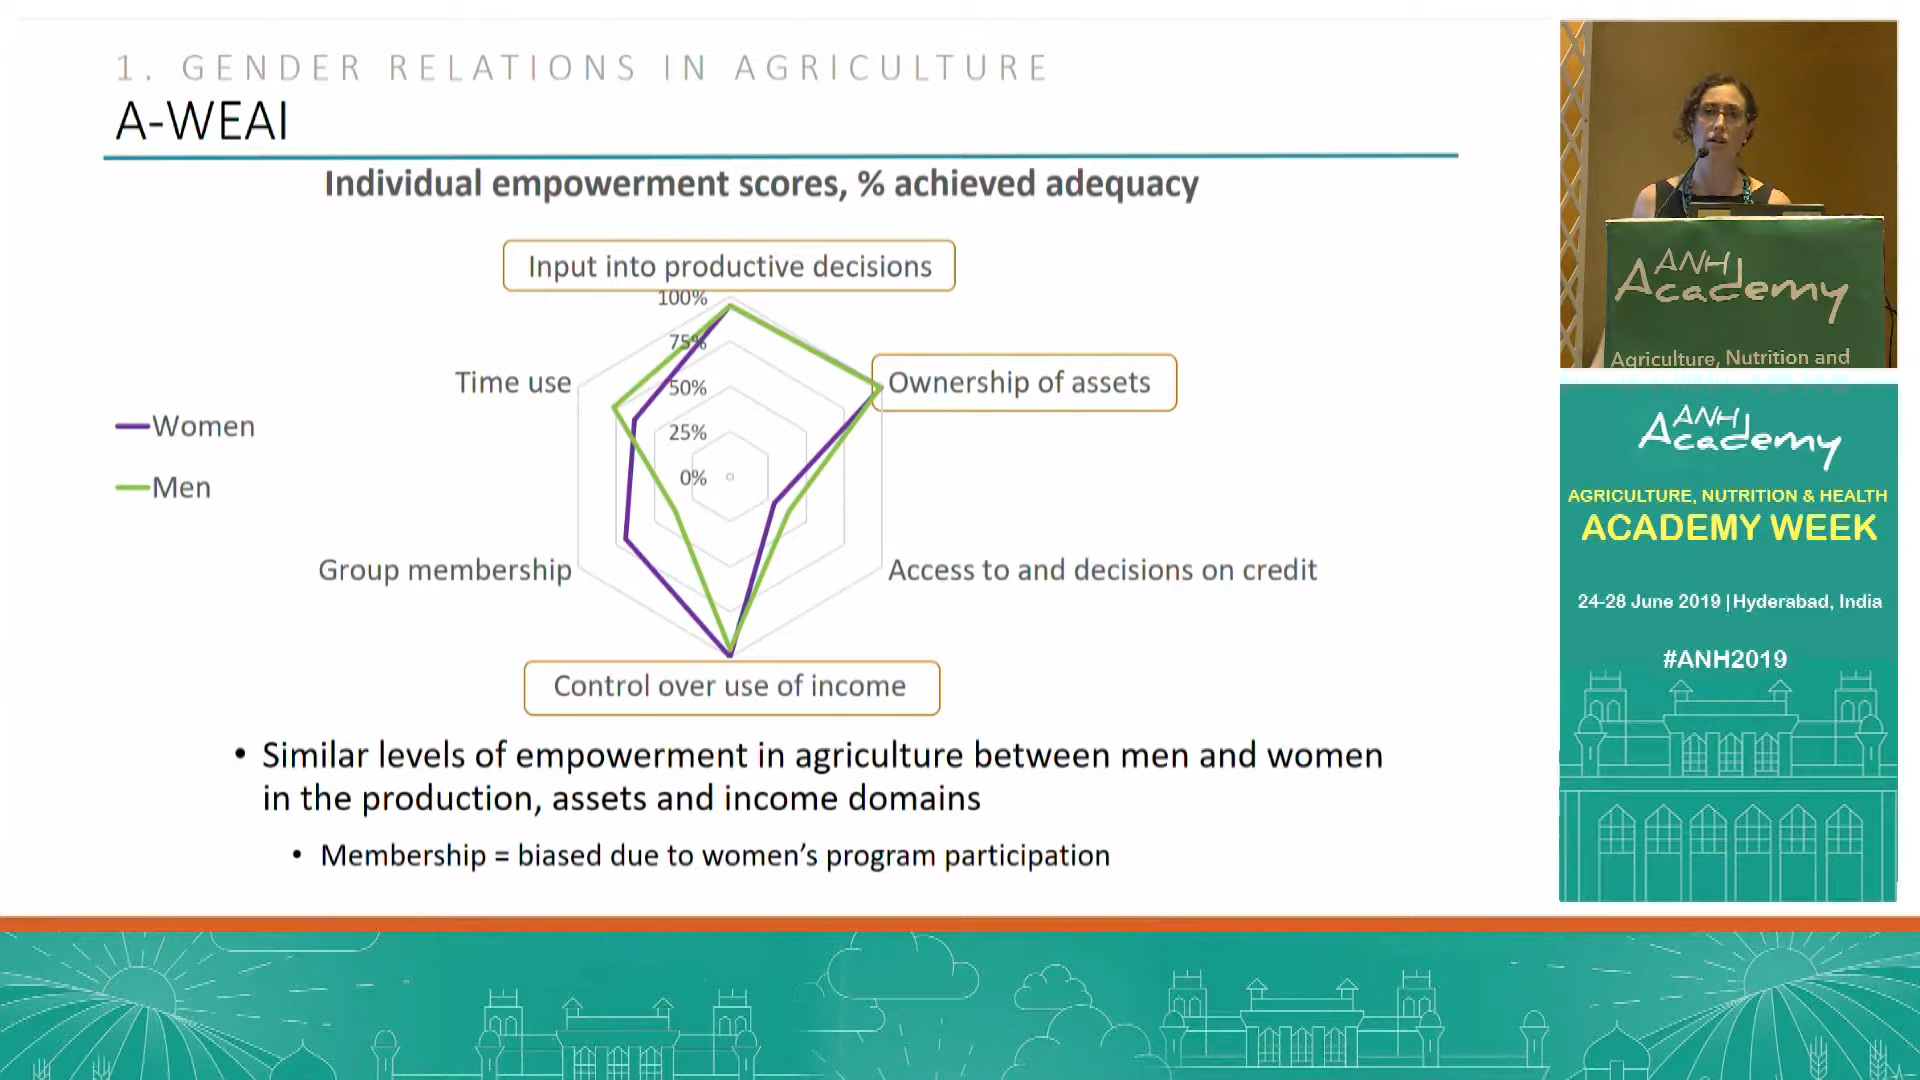 1. GENDER RELATIONS IN AGRICULTURE
A-WEAI
Individual empowerment scores, % achieved adequacy
Input into productive decisions
100%
75%
Time use
50%
Ownership of assets
25%
Women
0%
Men
Group membership
Access to and decisions on credit
Control over use of income
• Similar levels of empowerment in agriculture between men and women
in the production, assets and income domains
• Membership = biased due to women’s program participation
ANH
Academy
Agriculture, Nutrition and
ANH
Academy
AGRICULTURE, NUTRITION & HEALTH
ACADEMY WEEK
24-28 June 2019 | Hyderabad, India
#ANH2019